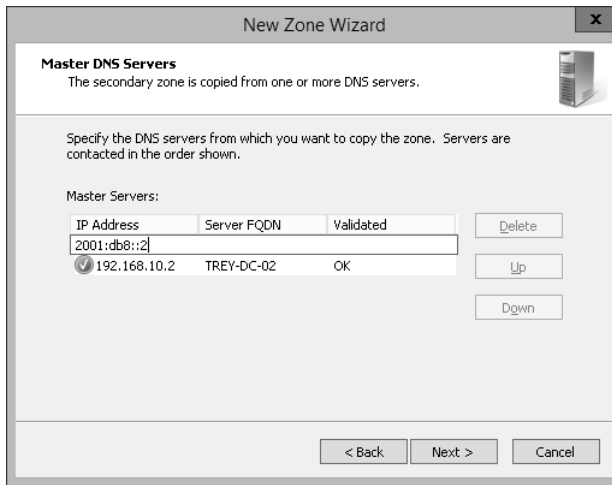 New Zone Wizard
x
Master DNS Servers
The secondary zone is copied from one or more DNS servers.
Specify the DNS servers from which you want to copy the zone. Servers are
contacted in the order shown.
Master Servers:
IP Address Server FQDN Validated
2001:db8::2
192.168.10.2 TREY-DC-02 OK
Delete
Up
Down
< Back Next > Cancel